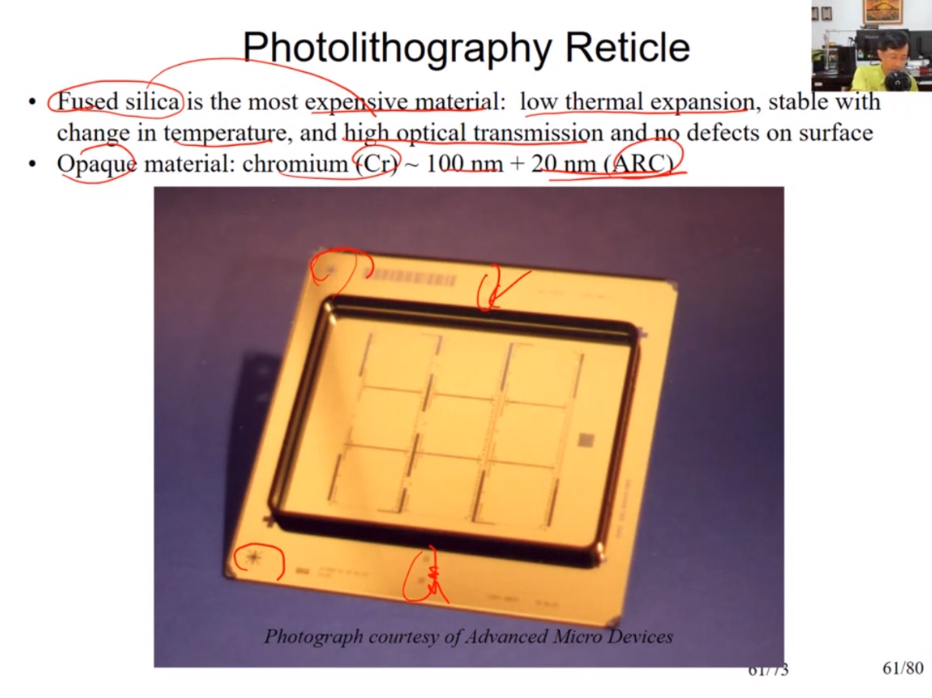 Photolithography Reticle
• Fused silica is the most expensive material: low thermal expansion, stable with
change in temperature, and high optical transmission and no defects on surface
• Opaque material: chromium (Cr) ~ 100 nm + 20 nm (ARC)
Photograph courtesy of Advanced Micro Devices
61/73
61/80